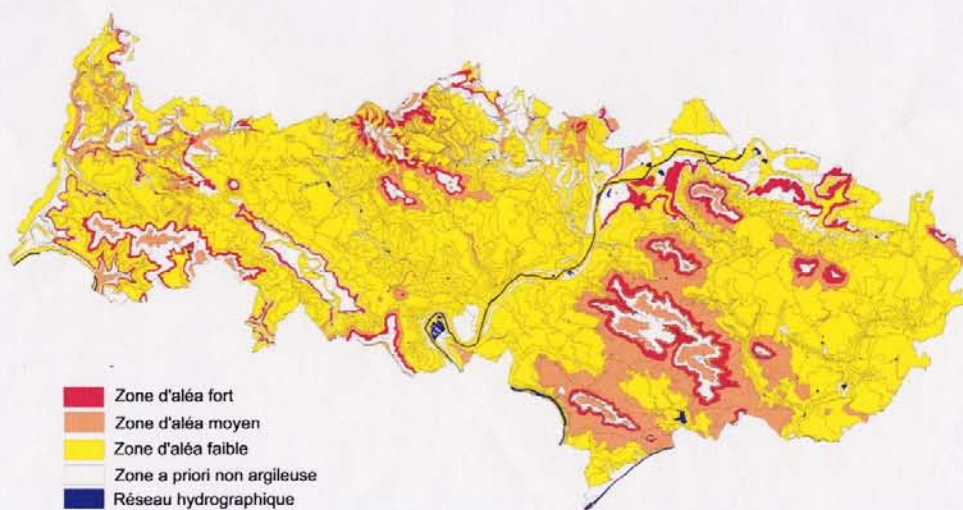 Zone d'aléa fort
Zone d'aléa moyen
Zone d'aléa faible
Zone a priori non argileuse
Réseau hydrographique